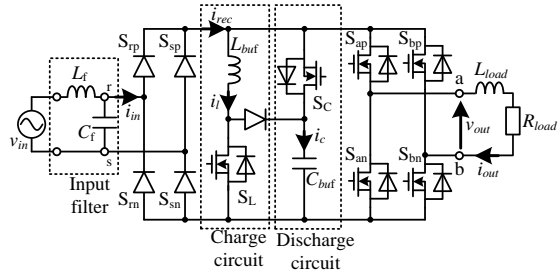 S_rp
S_sp
i_rec
L_f
r
i_in
C_f
v_in
s
Input
filter
S_rn
S_sn
L_buf
i_l
S_L
Charge
circuit
S_C
i_c
C_buf
Discharge
circuit
S_ap
S_bp
a
L_load
v_out
R_load
b
i_out
S_an
S_bn